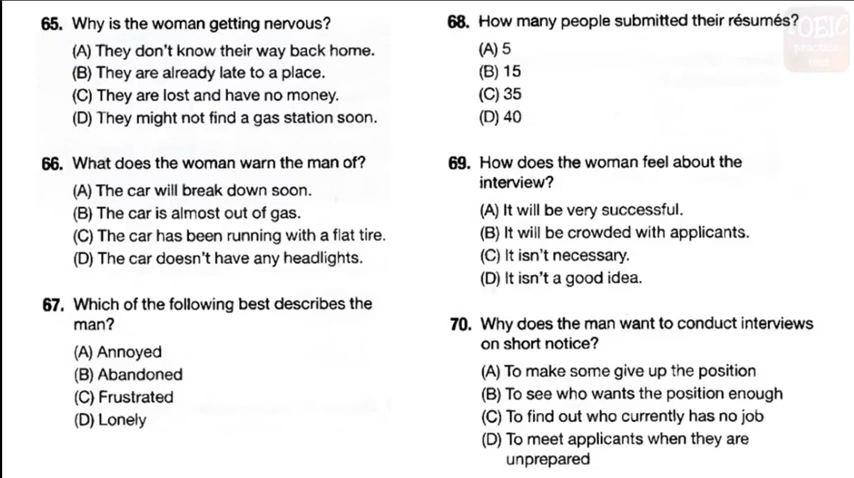 65. Why is the woman getting nervous?
(A) They don't know their way back home.
(B) They are already late to a place.
(C) They are lost and have no money.
(D) They might not find a gas station soon.
66. What does the woman warn the man of?
(A) The car will break down soon.
(B) The car is almost out of gas.
(C) The car has been running with a flat tire.
(D) The car doesn't have any headlights.
67. Which of the following best describes the
man?
(A) Annoyed
(B) Abandoned
(C) Frustrated
(D) Lonely
68. How many people submitted their résumés?
(A) 5
(B) 15
(C) 35
(D) 40
69. How does the woman feel about the
interview?
(A) It will be very successful.
(B) It will be crowded with applicants.
(C) It isn't necessary.
(D) It isn't a good idea.
70. Why does the man want to conduct interviews
on short notice?
(A) To make some give up the position
(B) To see who wants the position enough
(C) To find out who currently has no job
(D) To meet applicants when they are
unprepared
TOEIC
practice
test